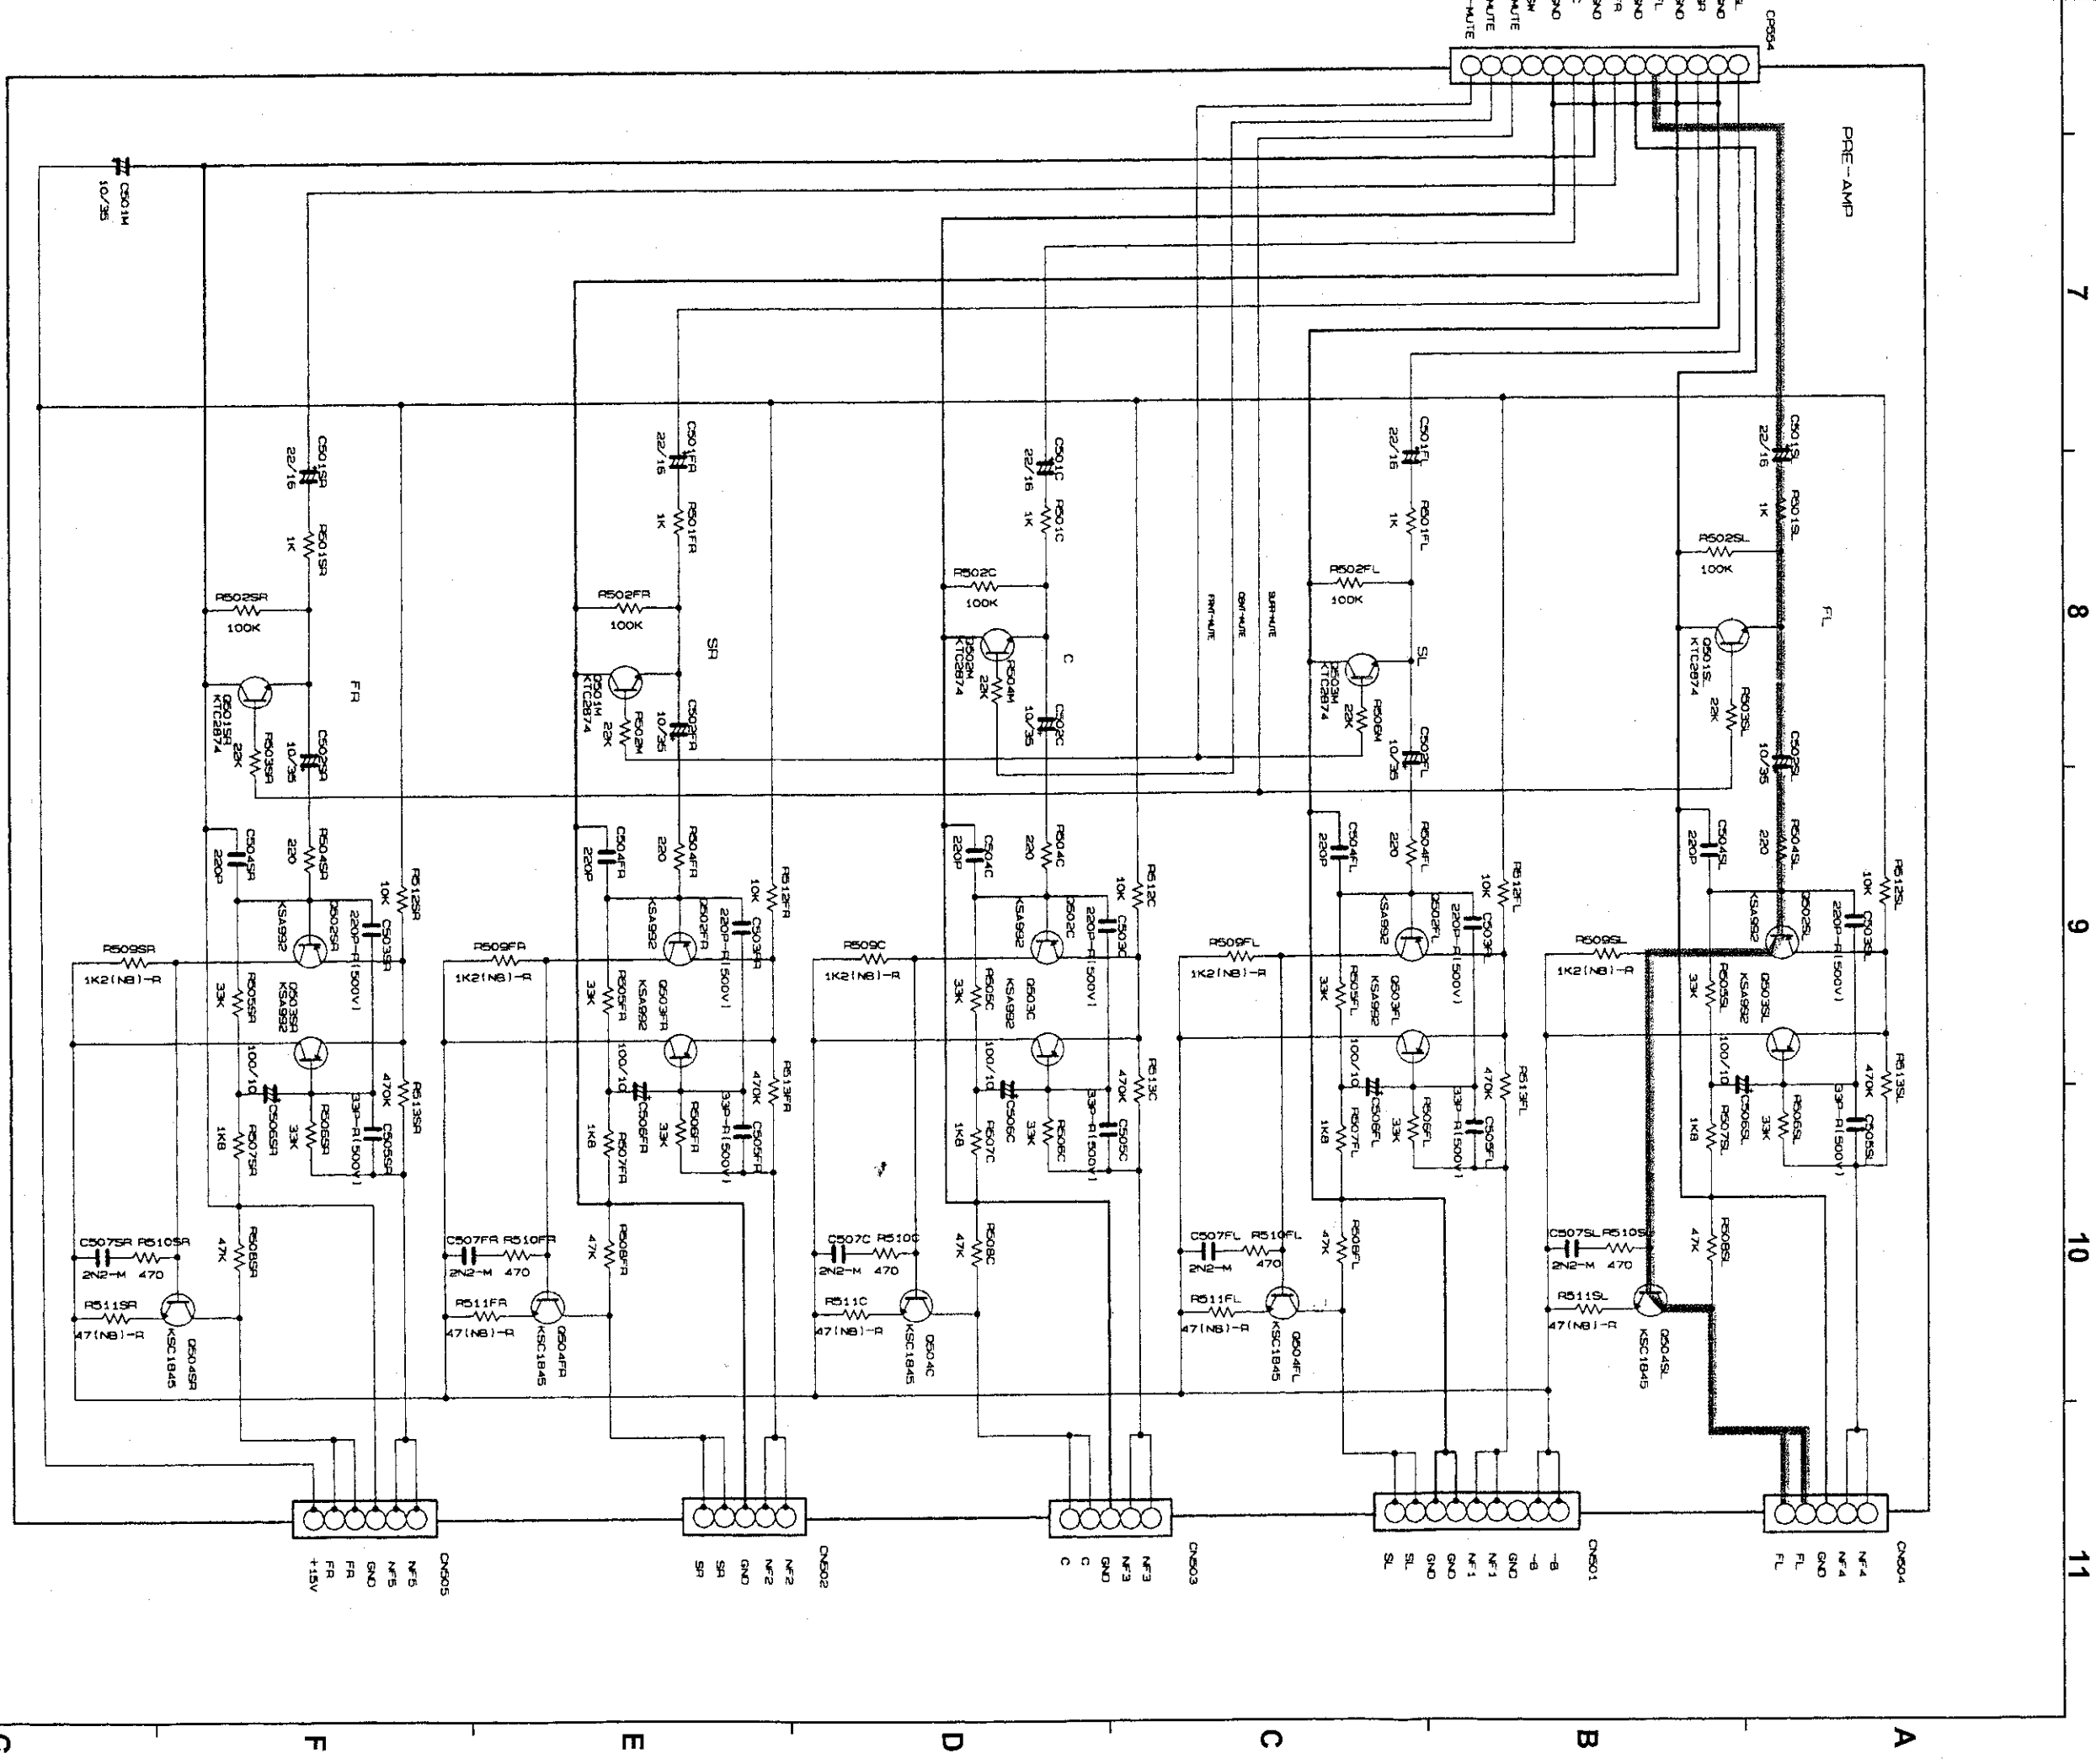 CP554
PRE-AMP
C501M
10/35
7
8
9
10
11
A
B
C
D
E
F
FL
C501SL
22/16
R501SL
1K
R502SL
100K
Q501SL
KTC2874
R503SL
22K
C502SL
10/35
R504SL
220
C504SL
220P
R512SL
10K
Q502SL
KSA992
C503SL
220P-R(500V)
R509SL
1K2(NB)-R
R505SL
33K
Q503SL
KSA992
R513SL
470K
C506SL
100/10
R506SL
33K
C505SL
33P-R(500V)
R507SL
1K8
R508SL
47K
C507SL
2N2-M
470
R511SL
47(NB)-R
Q504SL
KSC1845
SL
C501FL
22/16
R501FL
1K
R502FL
100K
Q503M
KTC2874
R506M
22K
C502FL
10/35
R504FL
220
C504FL
220P
R512FL
10K
Q502FL
KSA992
220P-R(500V)
R509FL
1K2(NB)-R
R505FL
33K
Q503FL
KSA992
R513FL
470K
C506FL
100/10
R506FL
33K
C505FL
33P-R(500V)
R507FL
1K8
R508FL
47K
C507FL
2N2-M
R510FL
470
R511FL
47(NB)-R
Q504FL
KSC1845
SURR-MUTE
CENT-MUTE
FRNT-MUTE
C
C501C
22/16
R501C
1K
R502C
100K
Q502M
KTC2874
R504M
22K
C502C
10/35
R504C
220
C504C
220P
R512C
10K
Q502C
KSA992
C503C
220P-R(500V)
R509C
1K2(NB)-R
R505C
33K
Q503C
KSA992
R513C
470K
C506C
100/10
R506C
33K
C505C
33P-R(500V)
R507C
1K8
R508C
47K
C507C
2N2-M
R510C
470
R511C
47(NB)-R
Q504C
KSC1845
SR
C501FR
22/16
R501FR
1K
R502FR
100K
Q501M
KTC2874
R502M
22K
C502FR
10/35
R504FR
220
C504FR
220P
R512FR
10K
Q502FR
KSA992
C503FR
220P-R(500V)
R509FR
1K2(NB)-R
R505FR
33K
Q503FR
KSA992
R513FR
470K
C506FR
100/10
R506FR
33K
C505FR
33P-R(500V)
R507FR
1K8
R508FR
47K
C507FR
2N2-M
R510FR
470
R511FR
47(NB)-R
Q504FR
KSC1845
FR
C501SR
22/16
R501SR
1K
R502SR
100K
Q501SR
KTC2874
R503SR
22K
C502SR
10/35
R504SR
220
C504SR
220P
R512SR
10K
Q502SR
KSA992
C503SR
220P-R(500V)
R509SR
1K2(NB)-R
R505SR
33K
Q503SR
KSA992
R513SR
470K
C506SR
100/10
R506SR
33K
C505SR
33P-R(500V)
R507SR
1K8
R508SR
47K
C507SR
2N2-M
R510SR
470
R511SR
47(NB)-R
Q504SR
KSC1845
CN504
NF4
NF4
GND
FL
FL
CN501
-B
-B
GND
NF1
NF1
GND
GND
SL
SL
CN503
NF3
NF3
GND
C
C
CN502
NF2
NF2
GND
SR
SR
CN505
NF5
NF5
GND
FR
FR
+15V